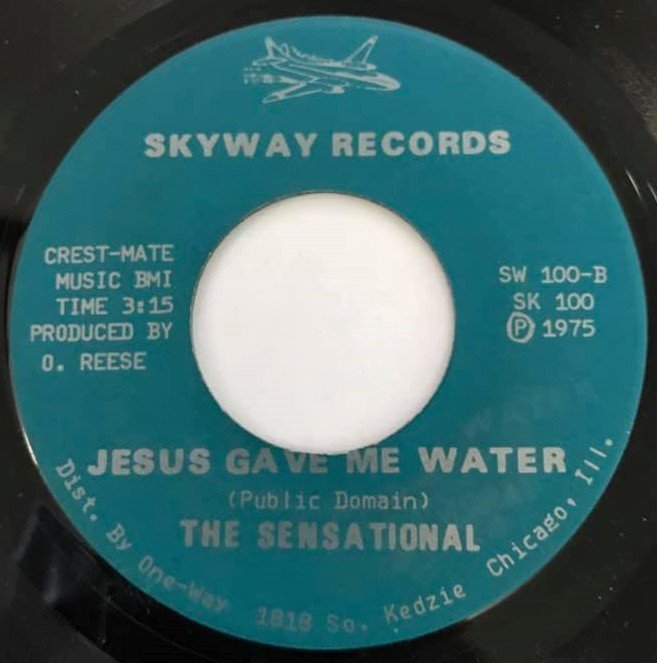 SKYWAY RECORDS
CREST-MATE
MUSIC BMI
TIME 3:15
PRODUCED BY
O. REESE
SW 100-B
SK 100
Ⓟ 1975
JESUS GAVE ME WATER
(Public Domain)
THE SENSATIONAL
Dist. By One-Way 1818 So. Kedzie Chicago, Ill.